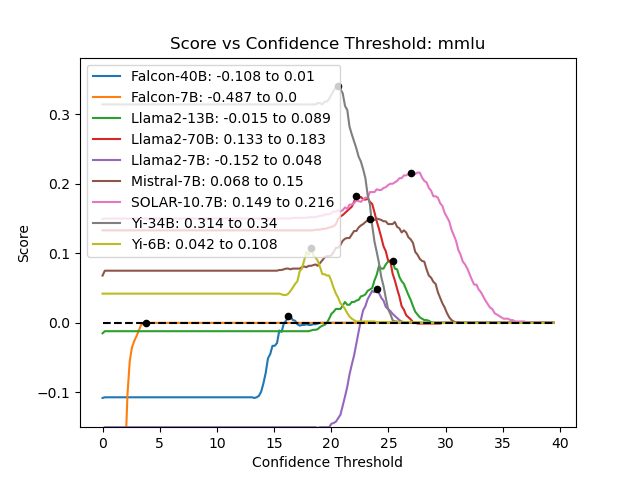 Score vs Confidence Threshold: mmlu
Score
0.3
0.2
0.1
0.0
−0.1
Falcon-40B: -0.108 to 0.01
Falcon-7B: -0.487 to 0.0
Llama2-13B: -0.015 to 0.089
Llama2-70B: 0.133 to 0.183
Llama2-7B: -0.152 to 0.048
Mistral-7B: 0.068 to 0.15
SOLAR-10.7B: 0.149 to 0.216
Yi-34B: 0.314 to 0.34
Yi-6B: 0.042 to 0.108
0 5 10 15 20 25 30 35 40
Confidence Threshold